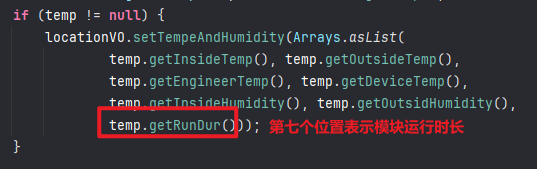 if (temp != null) {
locationVO.setTempeAndHumidity(Arrays.asList(
temp.getInsideTemp(), temp.getOutsideTemp(),
temp.getEngineerTemp(), temp.getDeviceTemp(),
temp.getInsideHumidity(), temp.getOutsidHumidity(),
temp.getRunDur())); 第七个位置表示模块运行时长
}